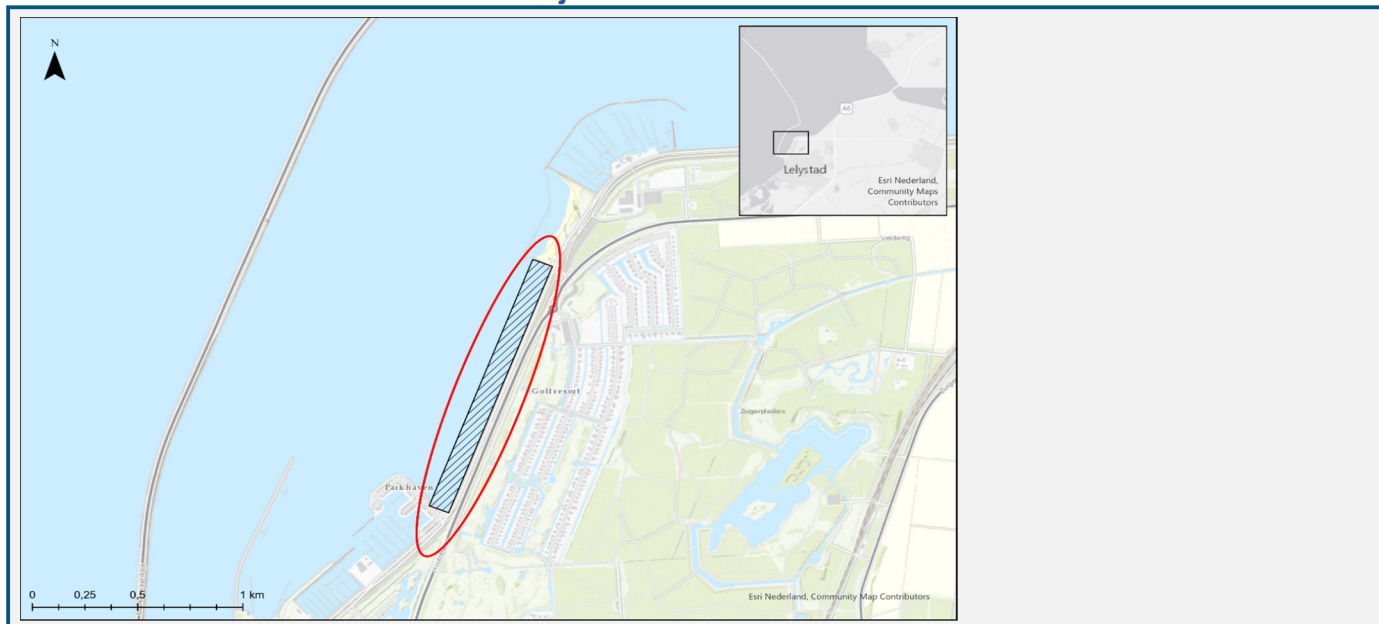 N
A6
Lelystad
Esri Nederland,
Community Maps
Contributors
Veldweg
Golfresort
Zuigerplasbos
Parkhaven
0 0,25 0,5 1 km
Esri Nederland, Community Map Contributors